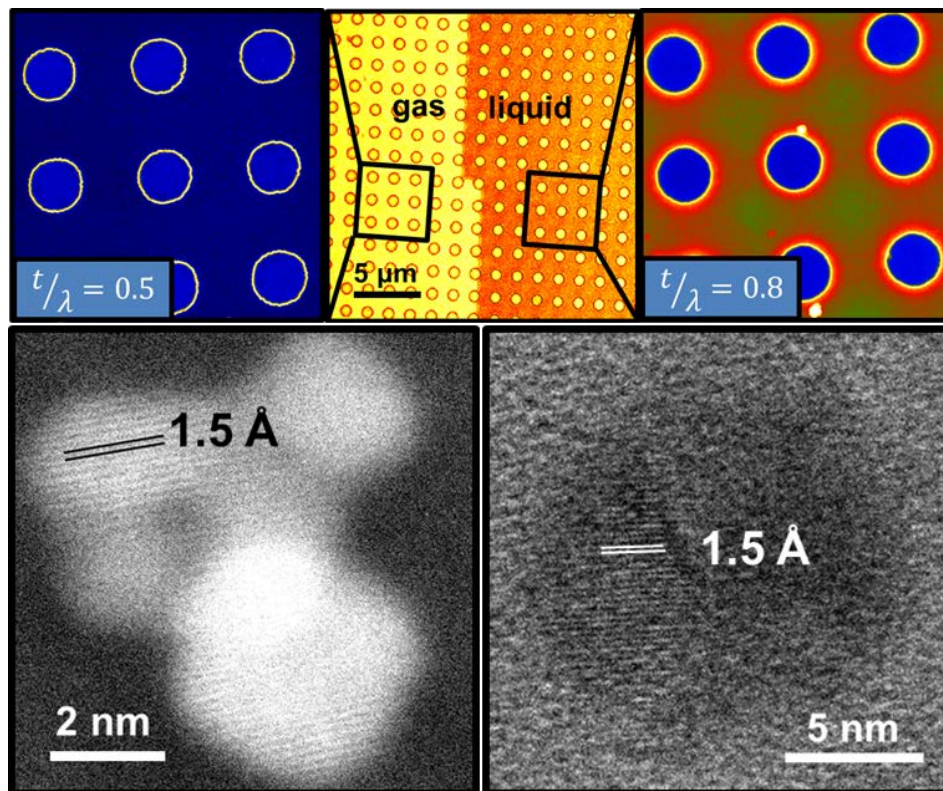 gas
liquid
5 µm
t/λ = 0.5
t/λ = 0.8
1.5 Å
1.5 Å
2 nm
5 nm